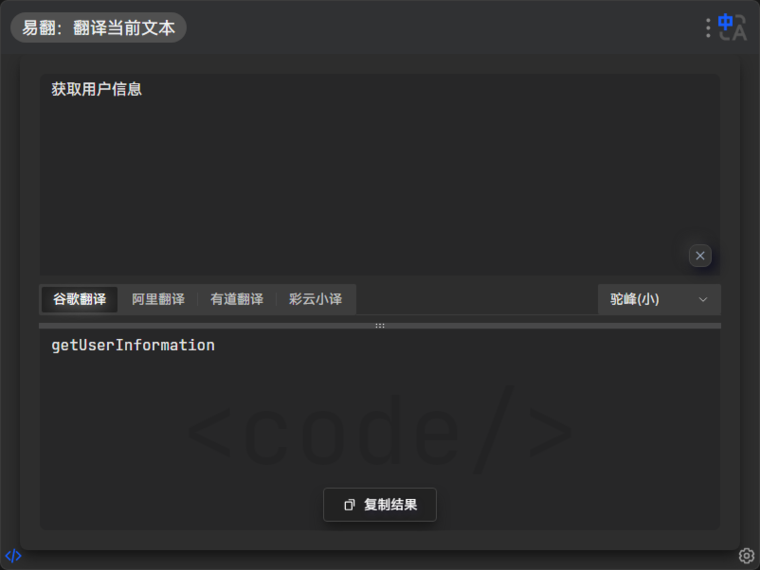 易翻：翻译当前文本
中A
获取用户信息
谷歌翻译 阿里翻译 有道翻译 彩云小译 驼峰(小)
getUserInformation
<code/>
复制结果
</>